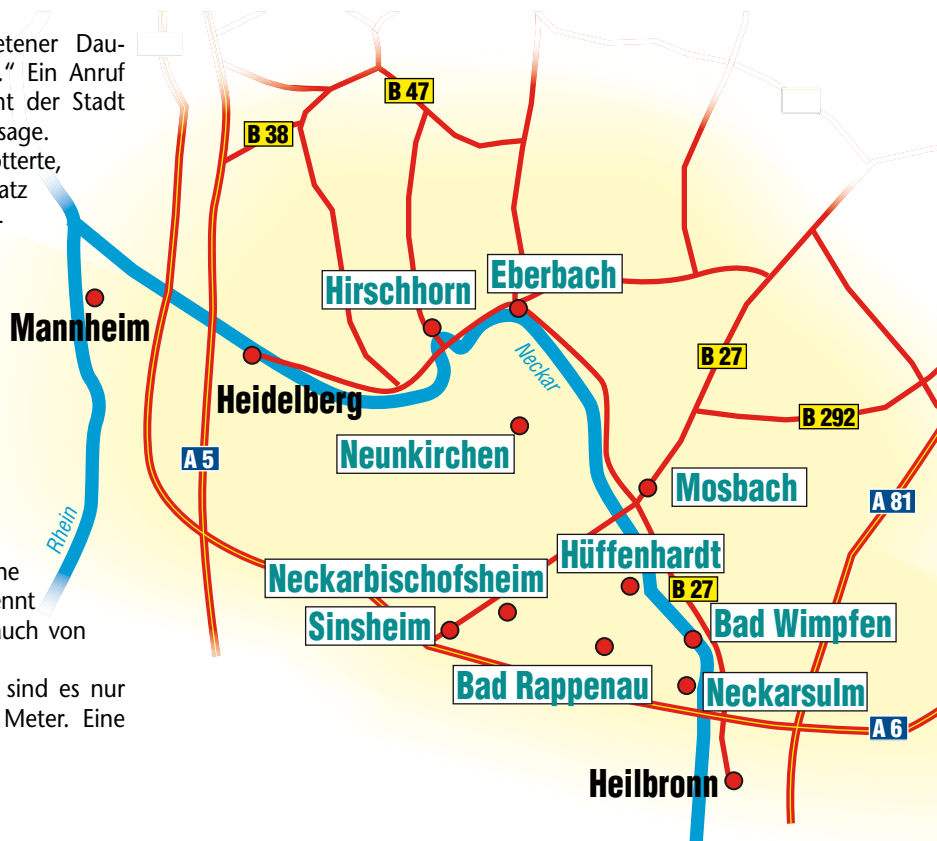 etener Dau-
.“ Ein Anruf
nt der Stadt
sage.
otterte,
atz
B 47
B 38
Eberbach
Hirschhorn
Mannheim
Neckar
B 27
Heidelberg
B 292
Neunkirchen
A 5
Mosbach
A 81
Rhein
Hüffenhardt
ne
Neckarbischofsheim
B 27
ennt
Sinsheim
Bad Wimpfen
auch von
sind es nur
Bad Rappenau
Neckarsulm
Meter. Eine
A 6
Heilbronn